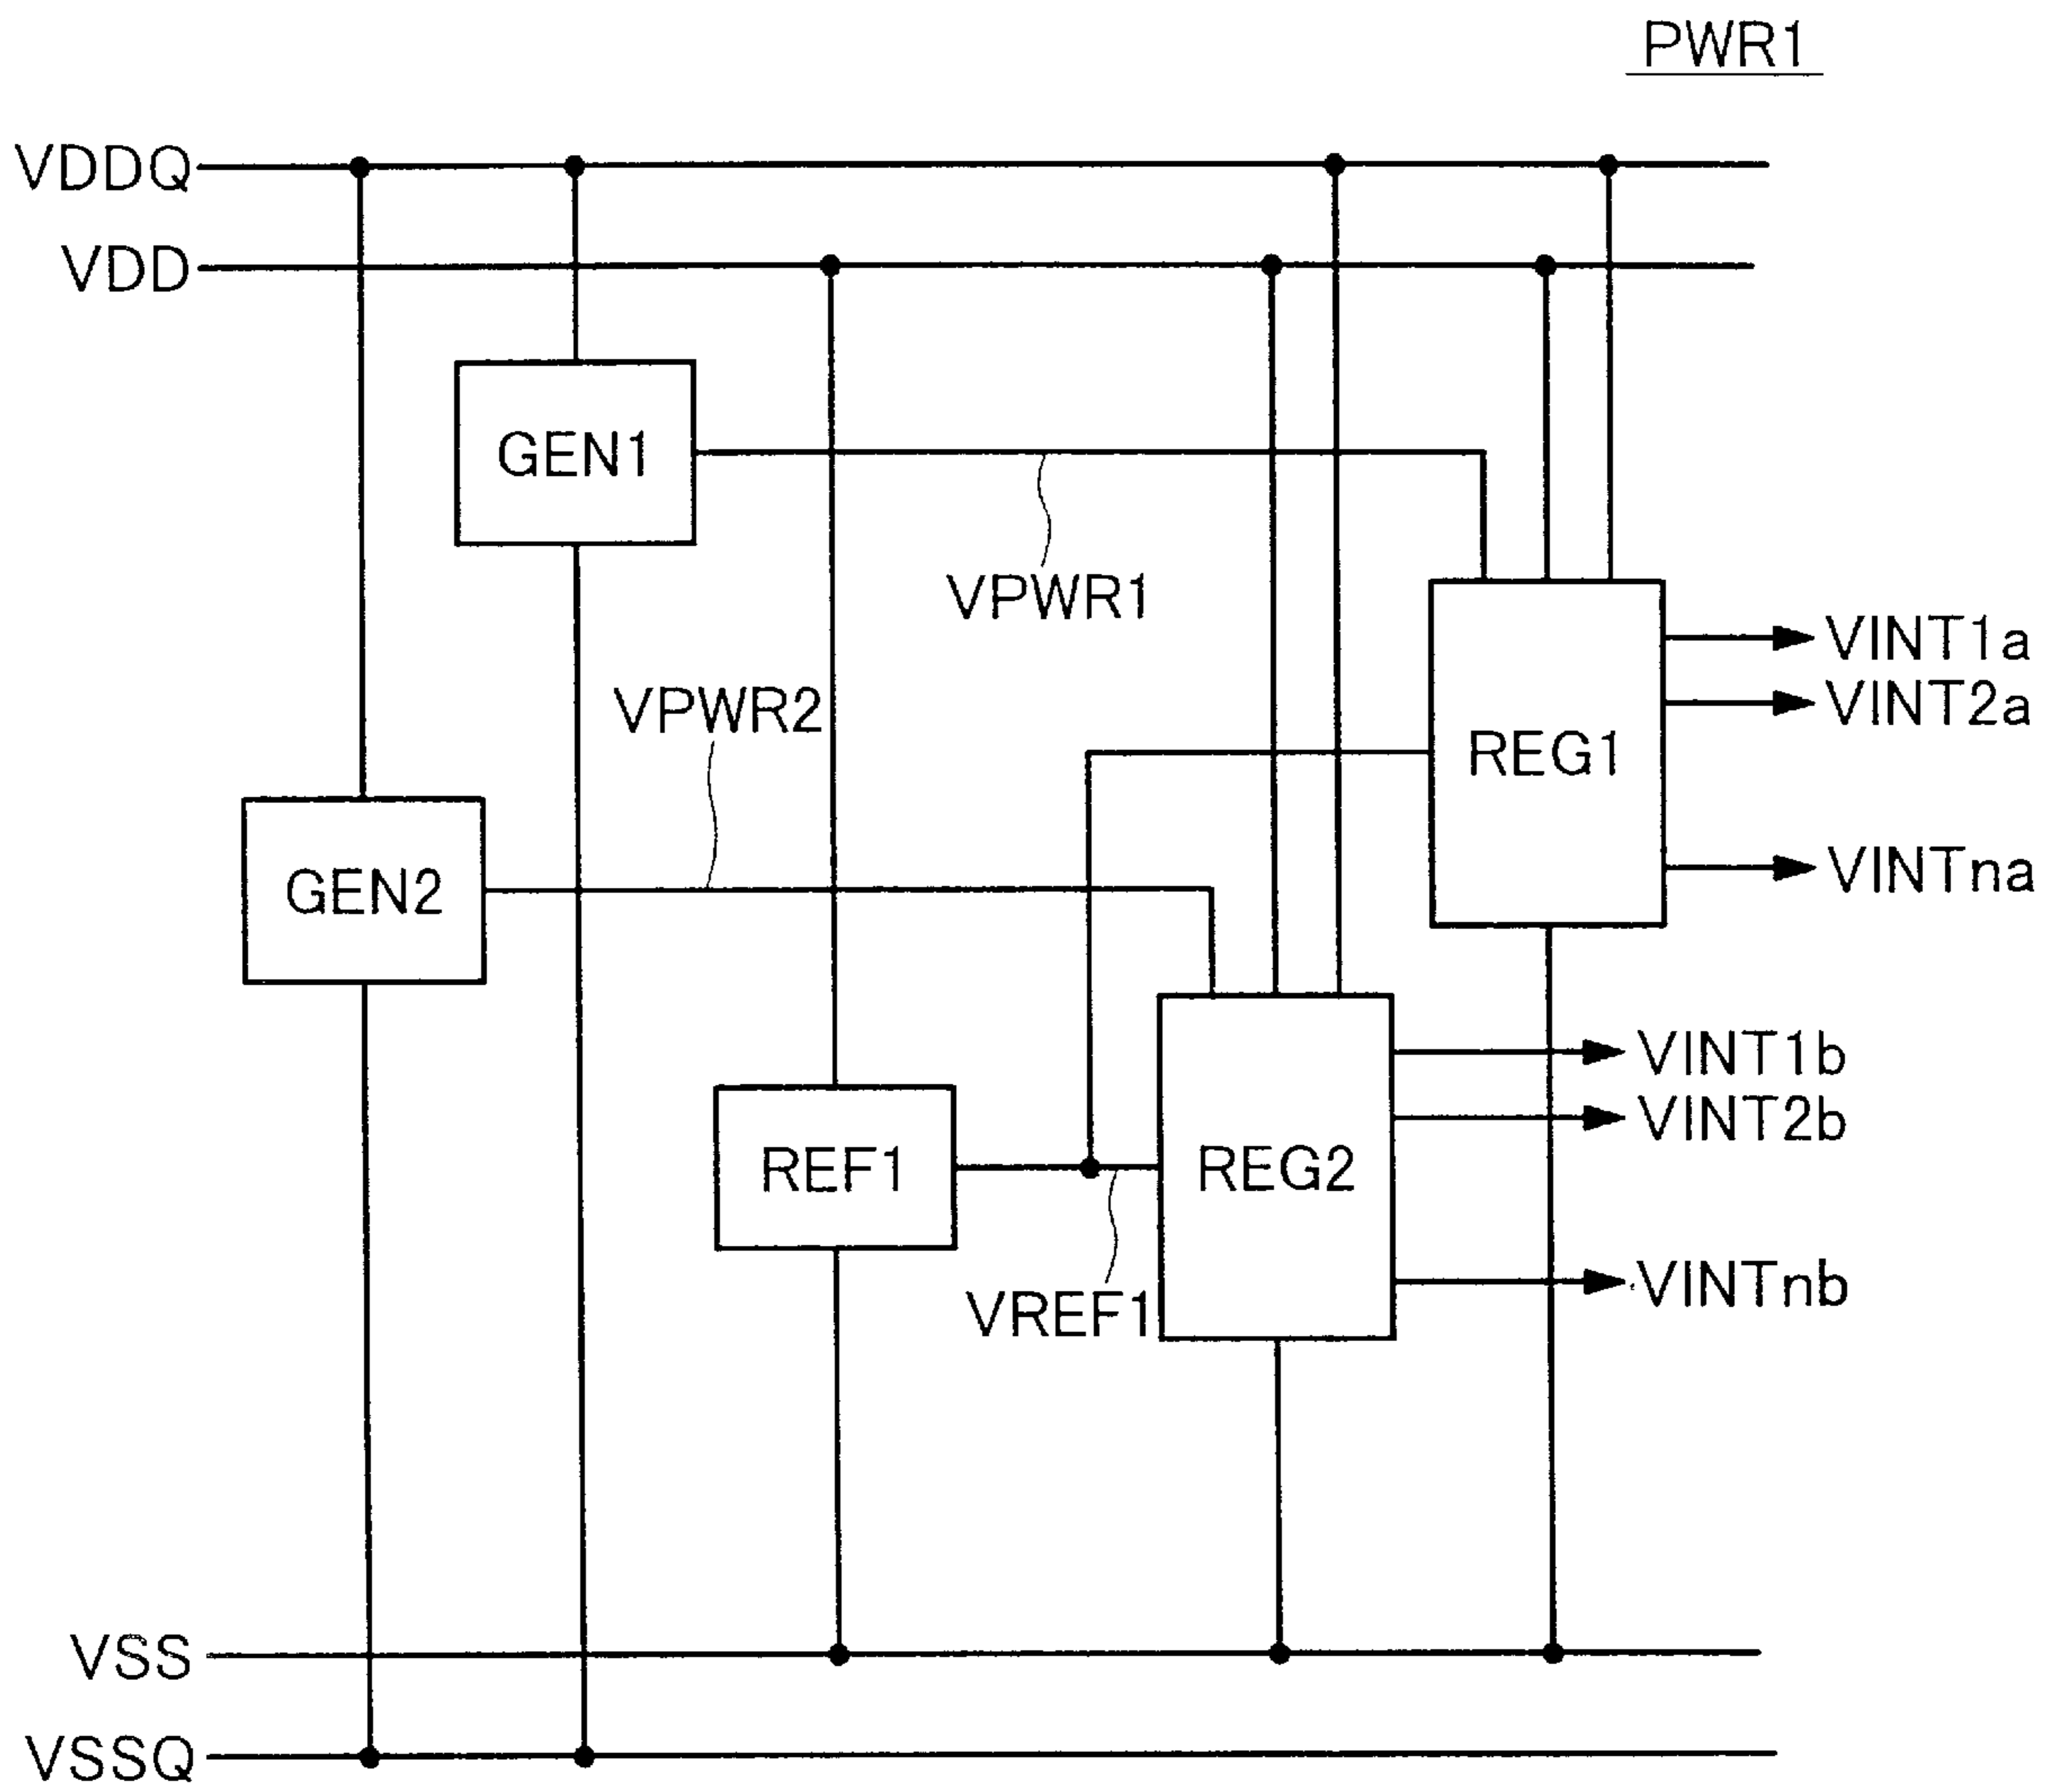 PWR1
VDDQ
VDD
GEN1
VPWR1
VINT1a
VPWR2
VINT2a
REG1
GEN2
VINTna
VINT1b
VINT2b
REF1
REG2
VREF1
VINTnb
VSS
VSSQ